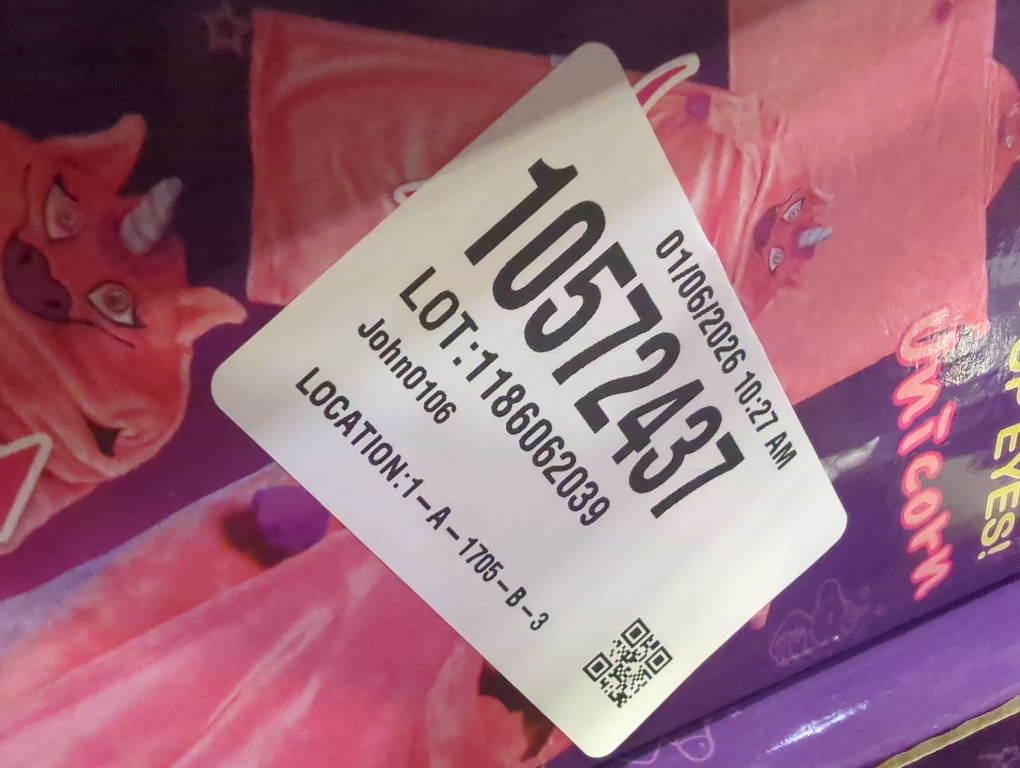 01/06/2026 10:27 AM
10572437
LOT:1186062039
John0106
LOCATION:1-A-1705-B-3
UNICORN
EYES!